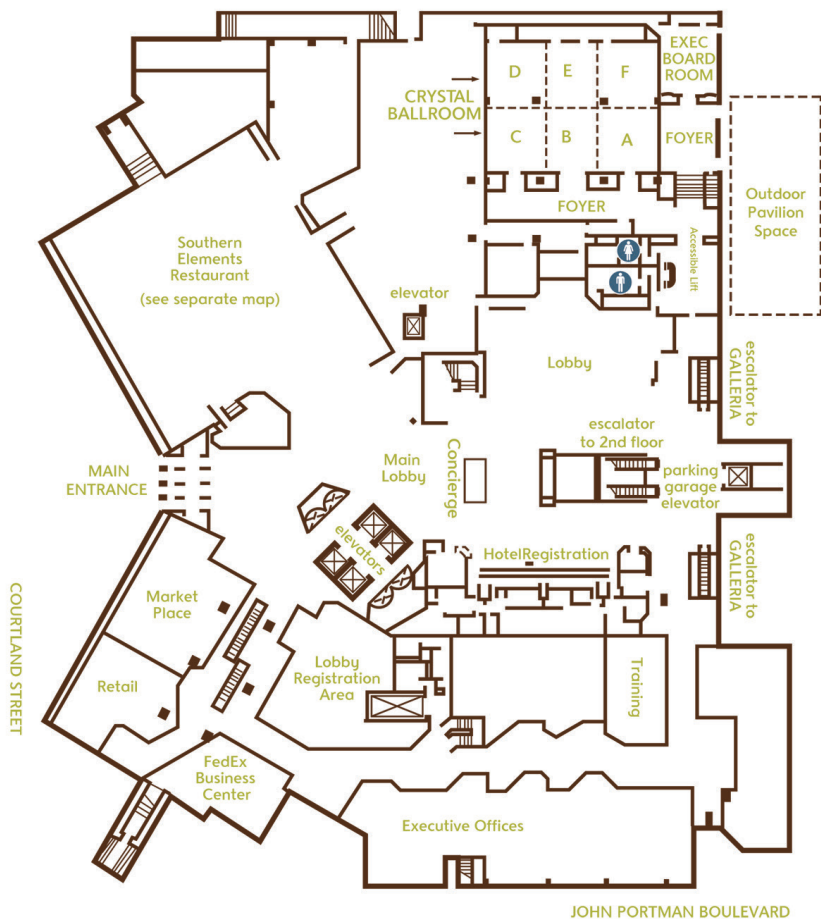 EXEC
BOARD
ROOM
D
E
F
CRYSTAL
BALLROOM
C
B
A
FOYER
FOYER
Outdoor
Pavilion
Space
Accessible Lift
Southern
Elements
Restaurant
(see separate map)
elevator
Lobby
escalator to
GALLERIA
escalator
to 2nd floor
MAIN
ENTRANCE
Main
Lobby
Concierge
parking
garage
elevator
elevators
HotelRegistration
escalator to
GALLERIA
COURTLAND STREET
Market
Place
Retail
Lobby
Registration
Area
Training
FedEx
Business
Center
Executive Offices
JOHN PORTMAN BOULEVARD